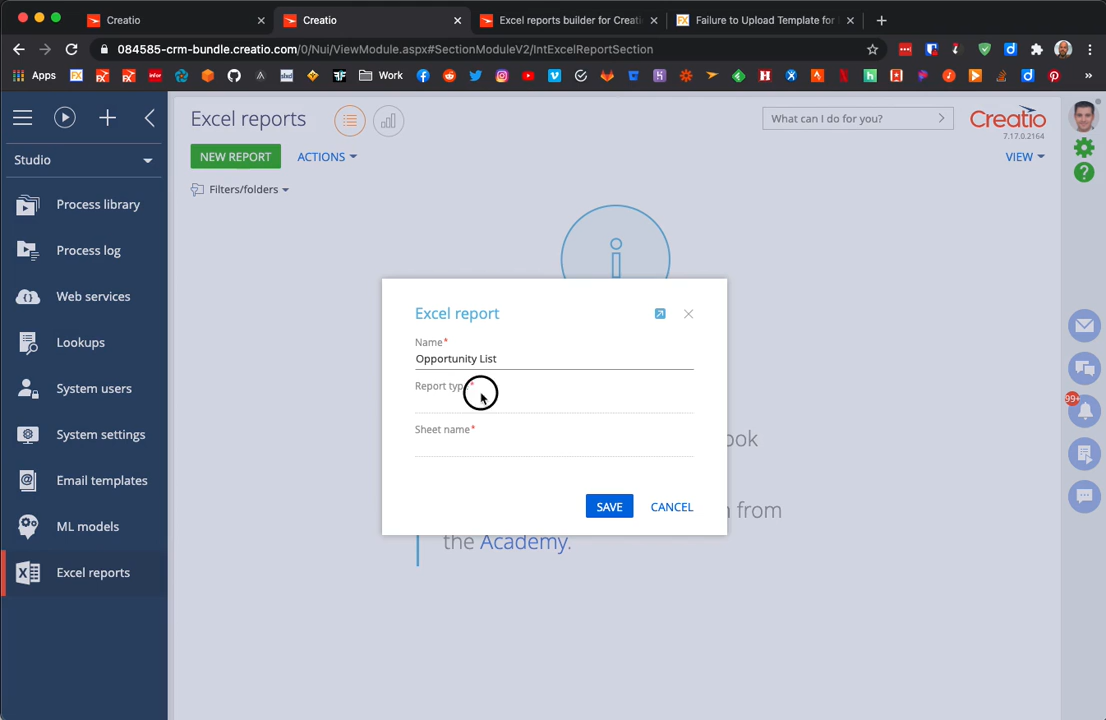 Creatio
Creatio
Excel reports builder for Creati
Failure to Upload Template for
084585-crm-bundle.creatio.com/0/Nui/ViewModule.aspx#SectionModuleV2/IntExcelReportSection
Apps
Work
Excel reports
What can I do for you?
Creatio
7.17.0.2164
Studio
NEW REPORT
ACTIONS
VIEW
Filters/folders
Process library
Process log
Web services
Lookups
System users
System settings
Email templates
ML models
Excel reports
Excel report
Name*
Opportunity List
Report typ
Sheet name*
SAVE
CANCEL
99+
ook
from
the Academy.